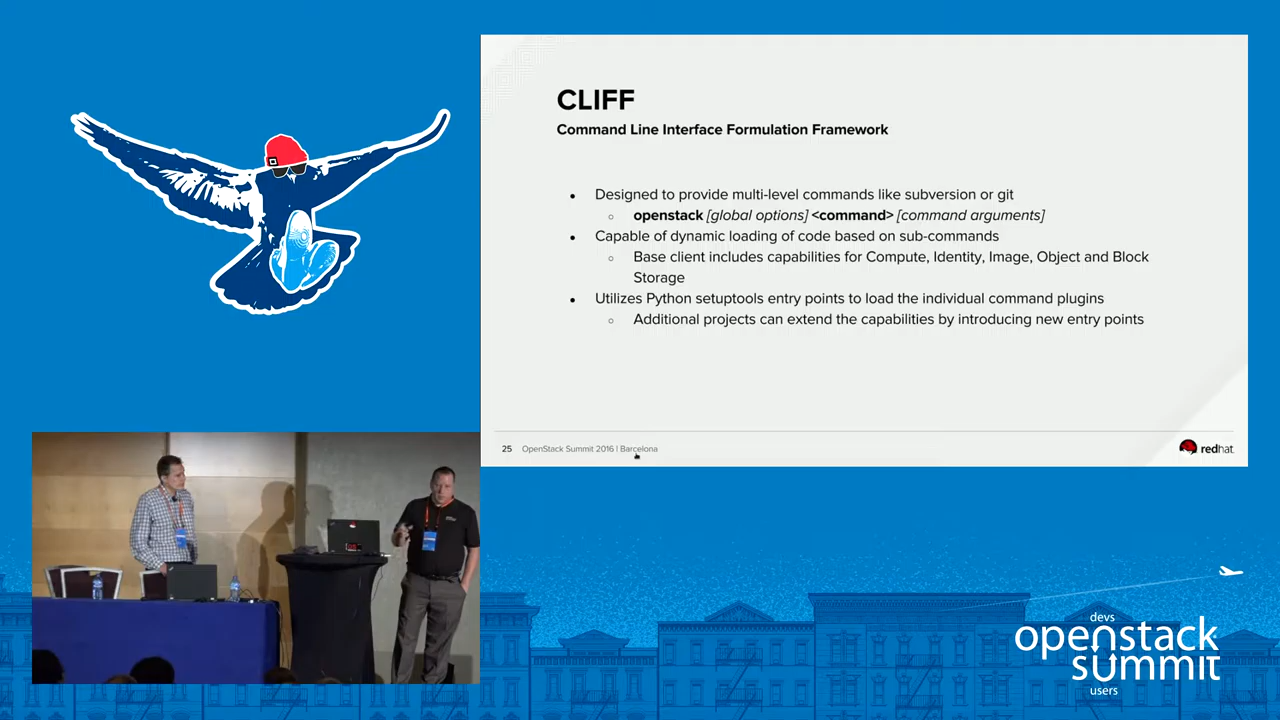 CLIFF
Command Line Interface Formulation Framework
• Designed to provide multi-level commands like subversion or git
○ openstack [global options] <command> [command arguments]
• Capable of dynamic loading of code based on sub-commands
○ Base client includes capabilities for Compute, Identity, Image, Object and Block
Storage
• Utilizes Python setuptools entry points to load the individual command plugins
○ Additional projects can extend the capabilities by introducing new entry points
25 OpenStack Summit 2016 | Barcelona
redhat
devs
openstack
summit
users